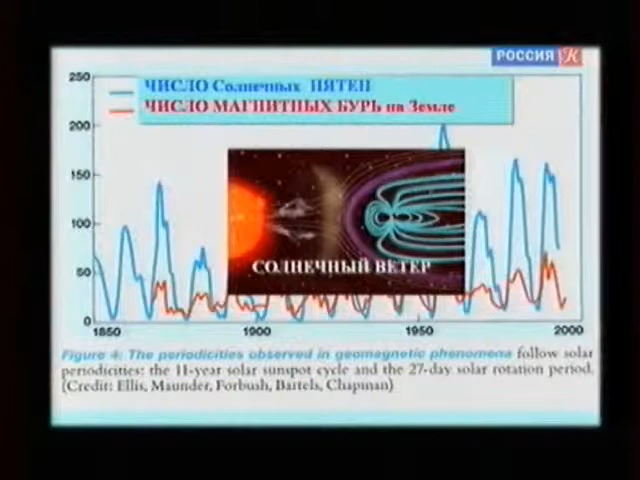 РОССИЯ К
250
ЧИСЛО Солнечных ПЯТЕН
ЧИСЛО МАГНИТНЫХ БУРЬ на Земле
200
150
100
50
0
СОЛНЕЧНЫЙ ВЕТЕР
1850 1900 1950 2000
Figure 4: The periodicities observed in geomagnetic phenomena follow solar
periodicities: the 11-year solar sunspot cycle and the 27-day solar rotation period.
(Credit: Ellis, Maunder, Forbush, Bartels, Chapman)